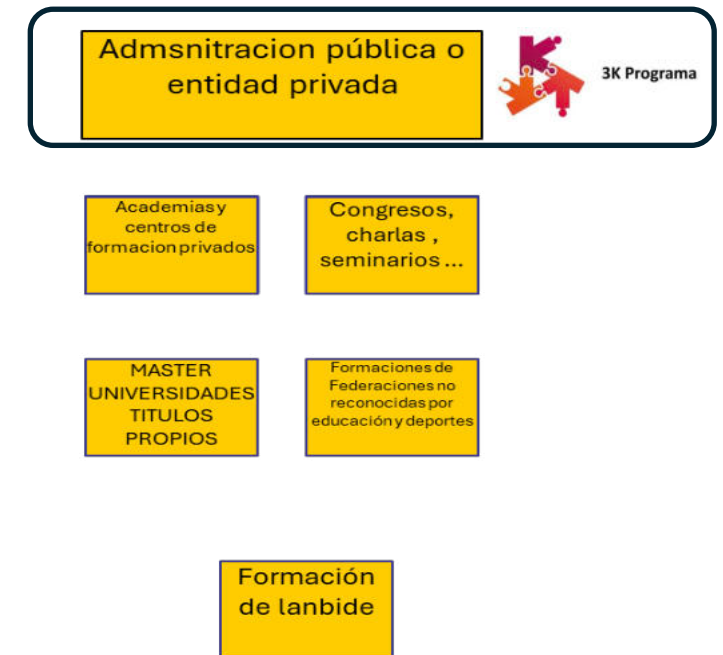 Admsnitracion pública o
entidad privada
3K Programa
Academias y
centros de
formacion privados
Congresos,
charlas ,
seminarios ...
MASTER
UNIVERSIDADES
TITULOS
PROPIOS
Formaciones de
Federaciones no
reconocidas por
educación y deportes
Formación
de lanbide